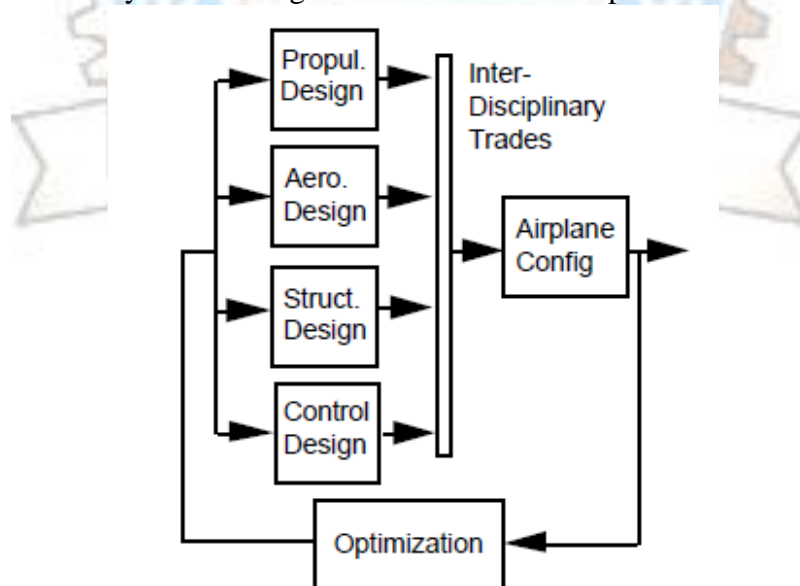 Propul.
Design
Inter-
Disciplinary
Trades
Aero.
Design
Airplane
Config
Struct.
Design
Control
Design
Optimization